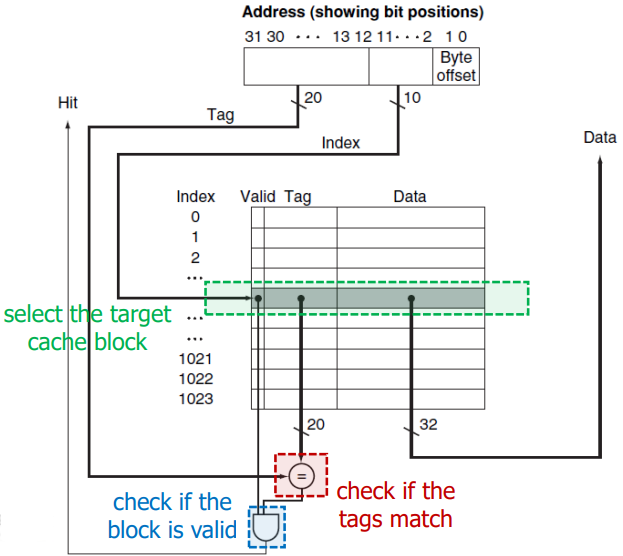 Address (showing bit positions)
31 30 ··· 13 12 11···2 1 0
Byte
offset
20
10
Hit
Tag
Index
Data
Index Valid Tag Data
0
1
2
...
select the target
cache block
...
...
1021
1022
1023
20
32
=
check if the
tags match
check if the
block is valid